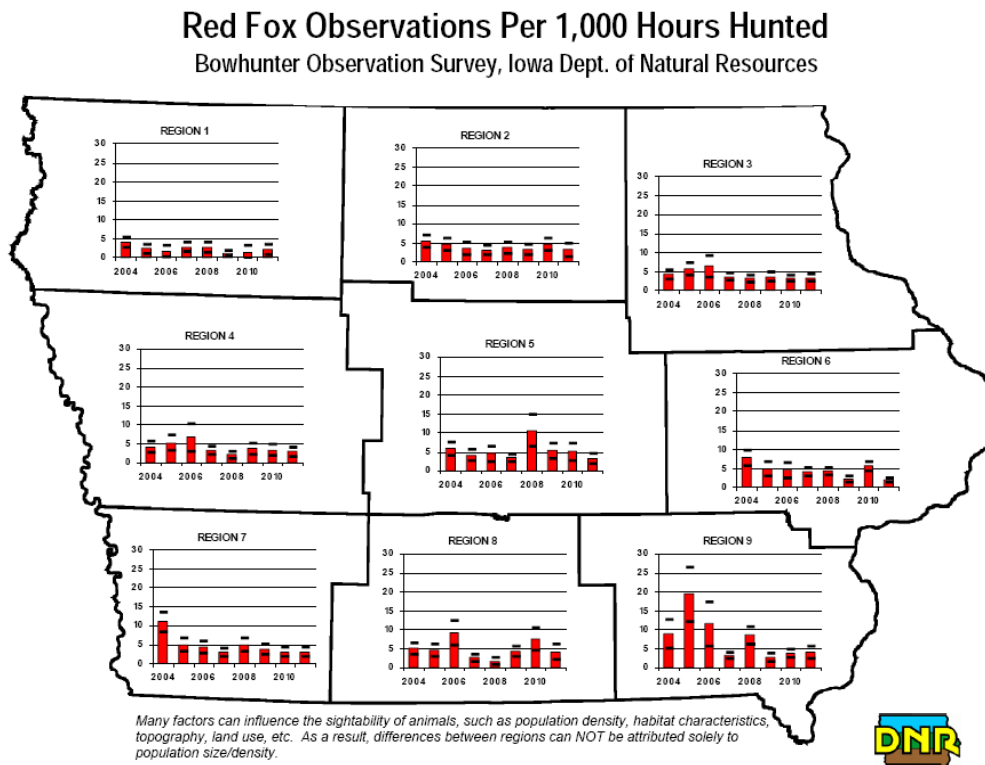 Red Fox Observations Per 1,000 Hours Hunted
Bowhunter Observation Survey, Iowa Dept. of Natural Resources
REGION 1
30
25
20
15
10
5
0
2004 2006 2008 2010
REGION 2
30
25
20
15
10
5
0
2004 2006 2008 2010
REGION 3
30
25
20
15
10
5
0
2004 2006 2008 2010
REGION 4
30
25
20
15
10
5
0
2004 2006 2008 2010
REGION 5
30
25
20
15
10
5
0
2004 2006 2008 2010
REGION 6
30
25
20
15
10
5
0
2004 2006 2008 2010
REGION 7
30
25
20
15
10
5
0
2004 2006 2008 2010
REGION 8
30
25
20
15
10
5
0
2004 2006 2008 2010
REGION 9
30
25
20
15
10
5
0
2004 2006 2008 2010
Many factors can influence the sightability of animals, such as population density, habitat characteristics,
topography, land use, etc. As a result, differences between regions can NOT be attributed solely to
population size/density.
DNR